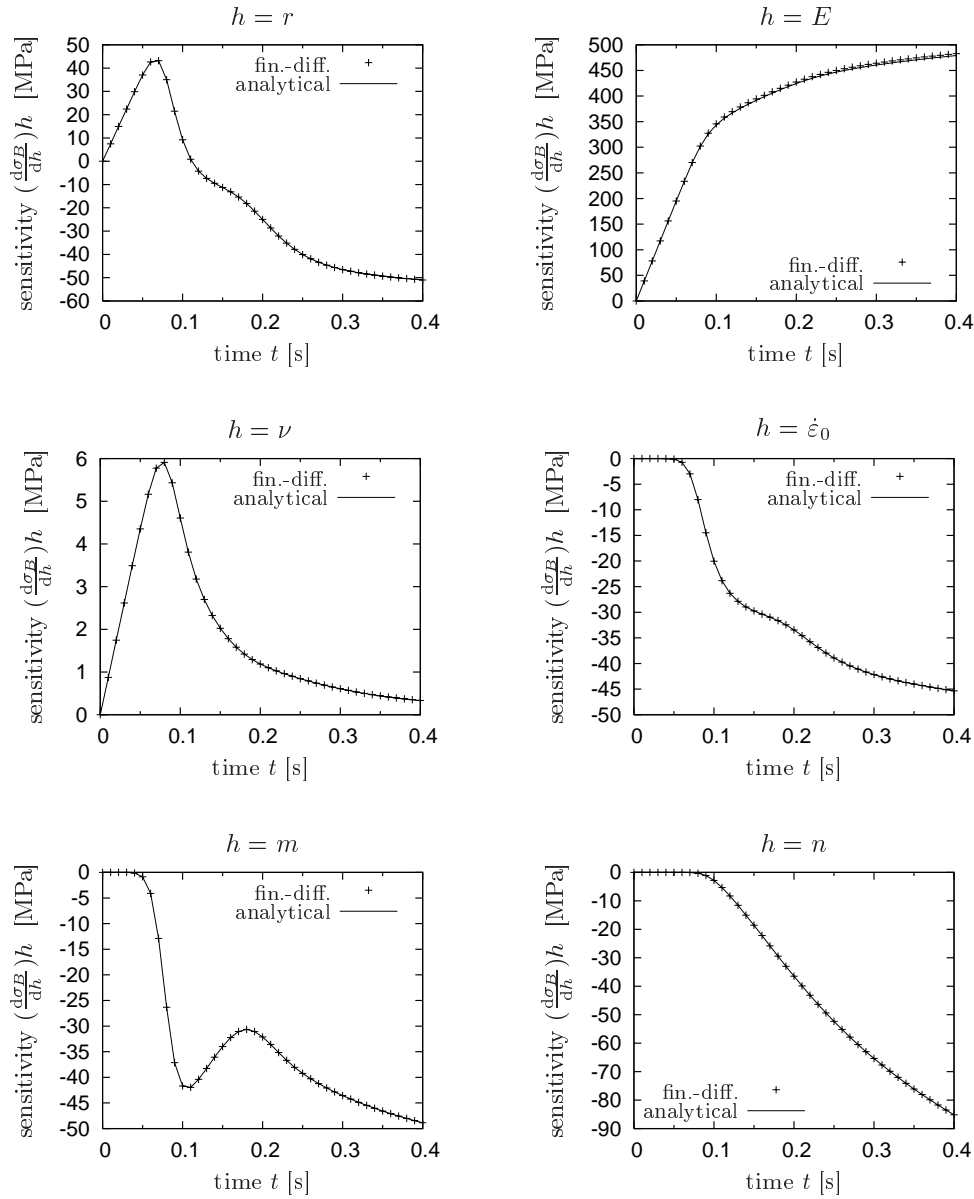 h = r
sensitivity (dσB/dh)h [MPa]
50
40
30
20
10
0
-10
-20
-30
-40
-50
-60
fin.-diff.
analytical
0 0.1 0.2 0.3 0.4
time t [s]
h = E
sensitivity (dσB/dh)h [MPa]
500
450
400
350
300
250
200
150
100
50
0
fin.-diff.
analytical
0 0.1 0.2 0.3 0.4
time t [s]
h = ν
sensitivity (dσB/dh)h [MPa]
6
5
4
3
2
1
0
fin.-diff.
analytical
0 0.1 0.2 0.3 0.4
time t [s]
h = ε̇0
sensitivity (dσB/dh)h [MPa]
0
-5
-10
-15
-20
-25
-30
-35
-40
-45
-50
fin.-diff.
analytical
0 0.1 0.2 0.3 0.4
time t [s]
h = m
sensitivity (dσB/dh)h [MPa]
0
-5
-10
-15
-20
-25
-30
-35
-40
-45
-50
fin.-diff.
analytical
0 0.1 0.2 0.3 0.4
time t [s]
h = n
sensitivity (dσB/dh)h [MPa]
0
-10
-20
-30
-40
-50
-60
-70
-80
-90
fin.-diff.
analytical
0 0.1 0.2 0.3 0.4
time t [s]